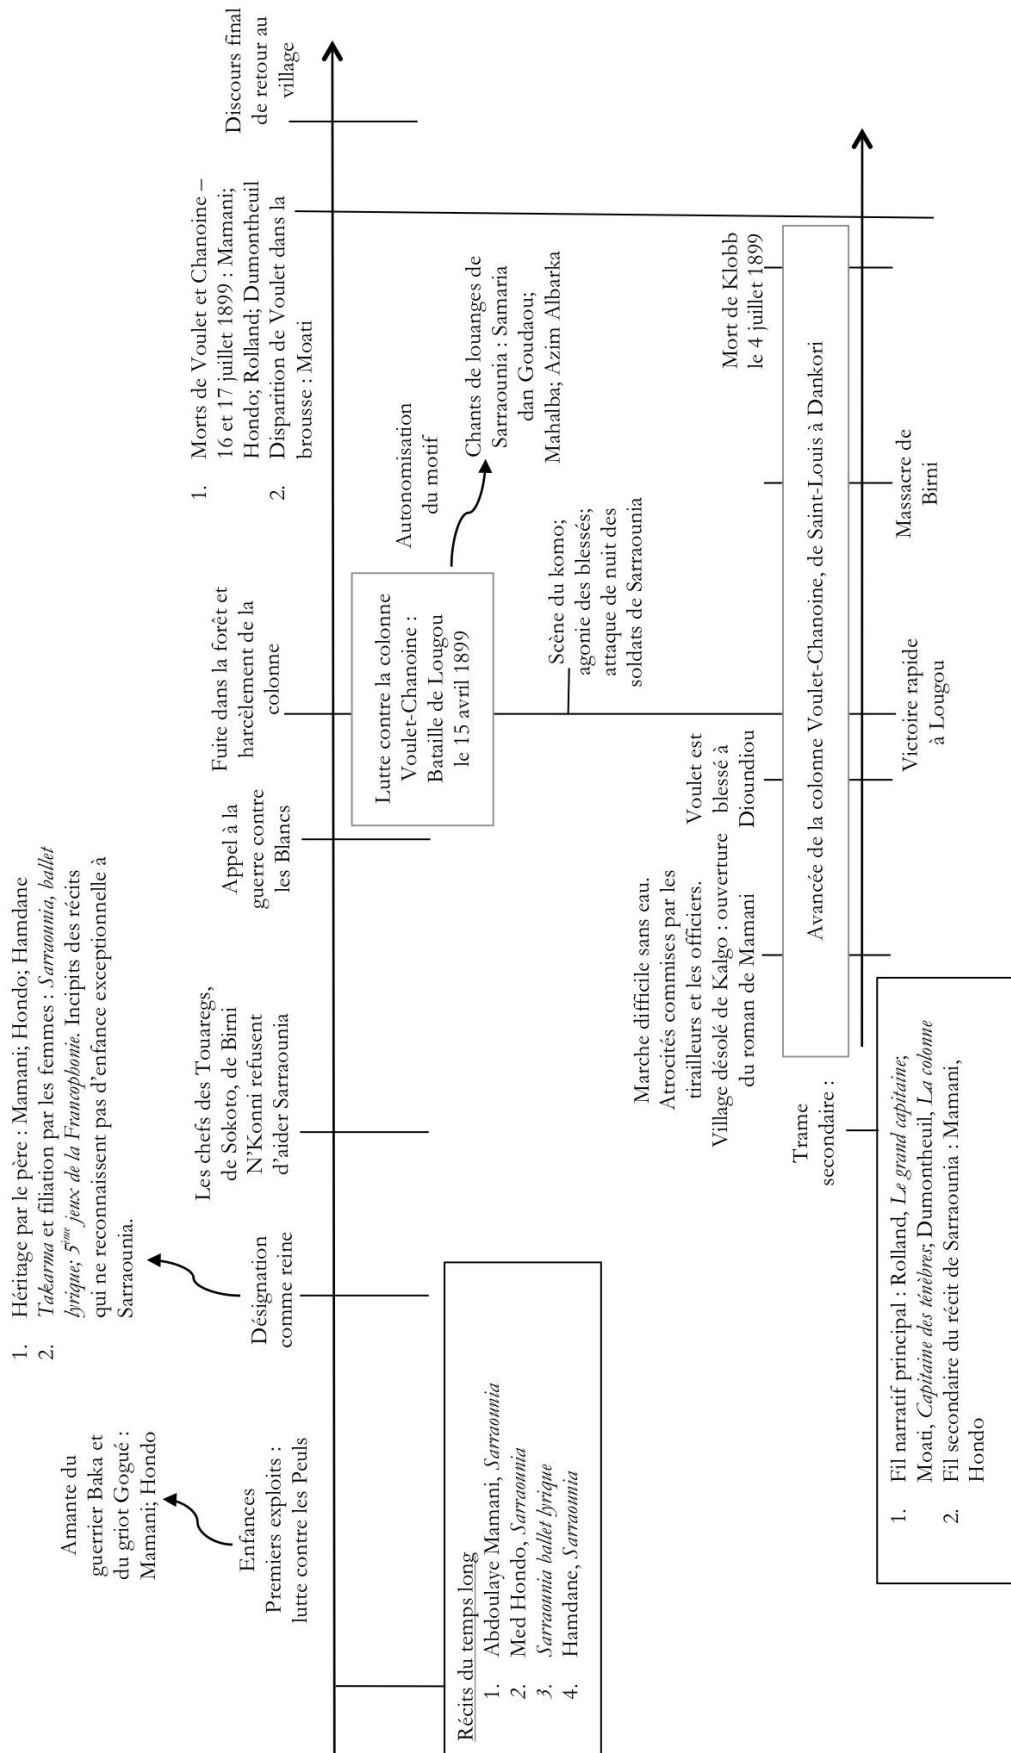 Amante du
guerrier Baka et
du griot Gogué :
Mamani; Hondo
1. Héritage par le père : Mamani; Hondo; Hamdane
2. Takarma et filiation par les femmes : Sarraounia, ballet
lyrique; 5ème jeux de la Francophonie. Incipits des récits
qui ne reconnaissent pas d'enfance exceptionnelle à
Sarraounia.
Enfances
Premiers exploits :
lutte contre les Peuls
Désignation
comme reine
Les chefs des Touaregs,
de Sokoto, de Birni
N'Konni refusent
d'aider Sarraounia
Appel à la
guerre contre
les Blancs
Fuite dans la forêt et
harcèlement de la
colonne
1. Morts de Voulet et Chanoine –
16 et 17 juillet 1899 : Mamani;
Hondo; Rolland; Dumontheuil
2. Disparition de Voulet dans la
brousse : Moati
Discours final
de retour au
village
Récits du temps long
1. Abdoulaye Mamani, Sarraounia
2. Med Hondo, Sarraounia
3. Sarraounia ballet lyrique
4. Hamdane, Sarraounia
Lutte contre la colonne
Voulet-Chanoine :
Bataille de Lougou
le 15 avril 1899
Autonomisation
du motif
Chants de louanges de
Sarraounia : Samaria
dan Goudaou;
Mahalba; Azim Albarka
Scène du komo;
agonie des blessés;
attaque de nuit des
soldats de Sarraounia
Trame
secondaire :
Marche difficile sans eau.
Atrocités commises par les
tirailleurs et les officiers.
Village désolé de Kalgo : ouverture
du roman de Mamani
Voulet est
blessé à
Dioundiou
Mort de Klobb
le 4 juillet 1899
Avancée de la colonne Voulet-Chanoine, de Saint-Louis à Dankori
Victoire rapide
à Lougou
Massacre de
Birni
1. Fil narratif principal : Rolland, Le grand capitaine;
Moati, Capitaine des ténèbres; Dumontheuil, La colonne
2. Fil secondaire du récit de Sarraounia : Mamani,
Hondo